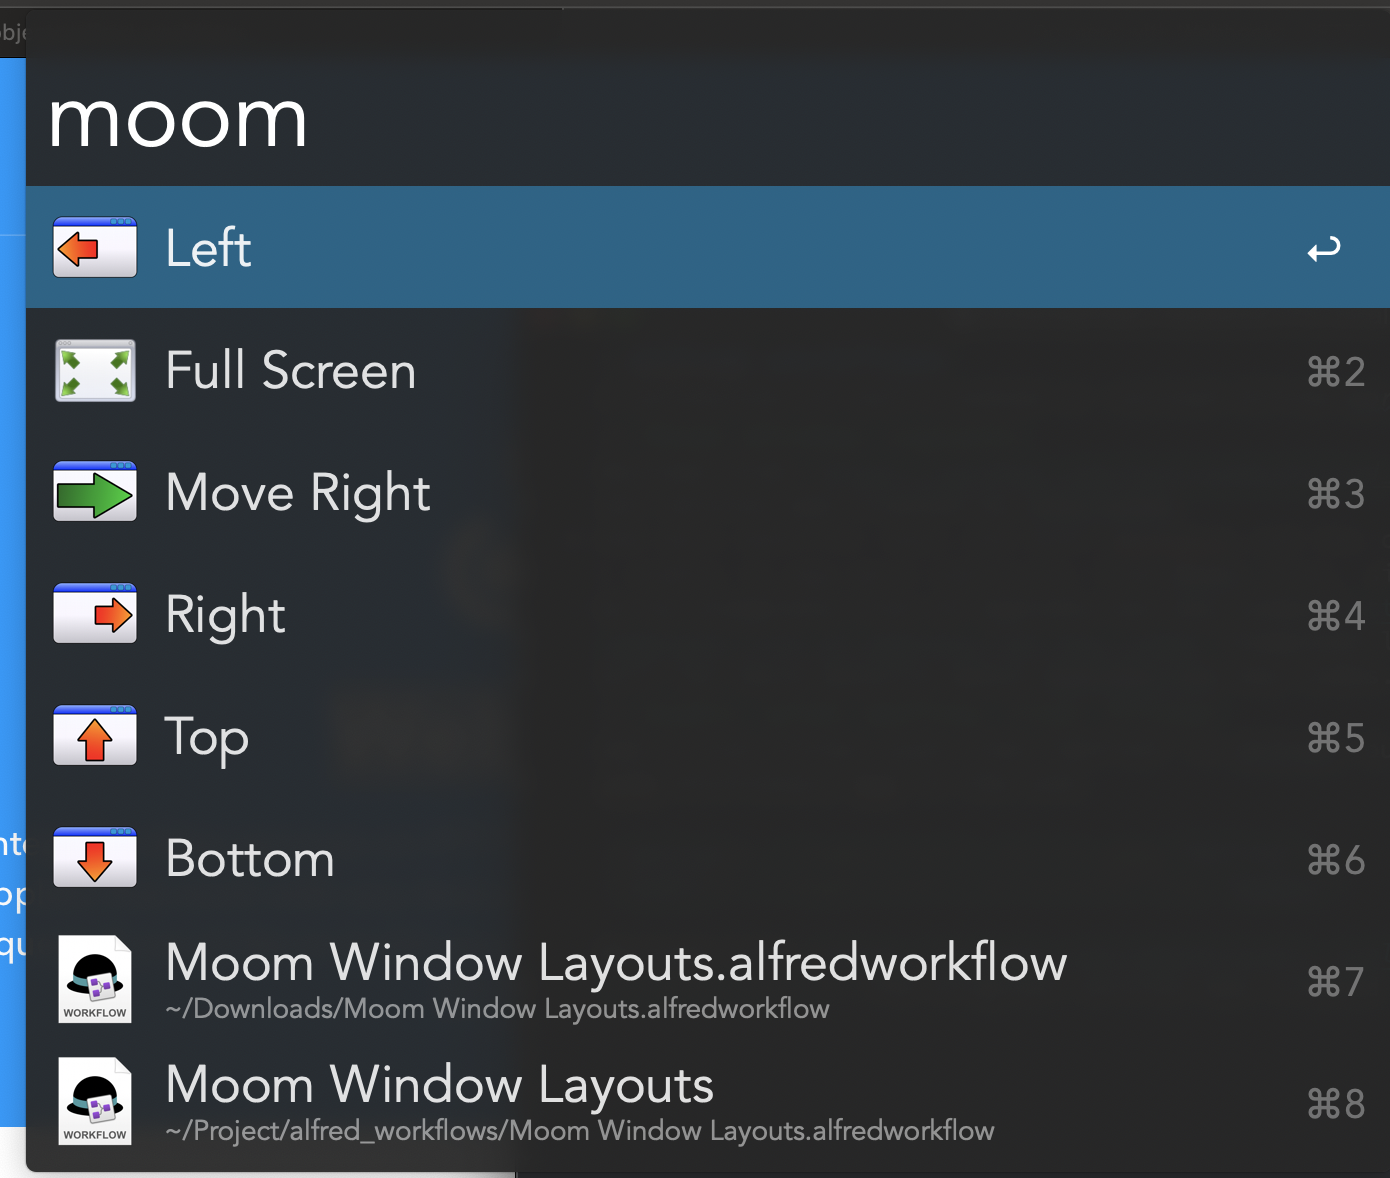 obje
moom
Left ↩
Full Screen ⌘2
Move Right ⌘3
Right ⌘4
Top ⌘5
Bottom ⌘6
Moom Window Layouts.alfredworkflow ⌘7
~/Downloads/Moom Window Layouts.alfredworkflow
WORKFLOW
Moom Window Layouts ⌘8
~/Project/alfred_workflows/Moom Window Layouts.alfredworkflow
WORKFLOW